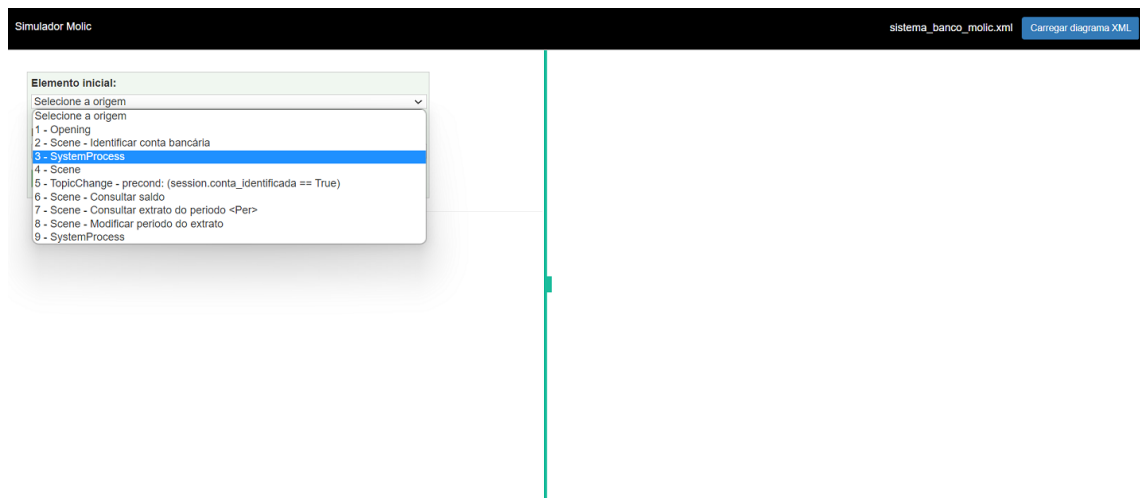 Simulador Molic
sistema_banco_molic.xml
Carregar diagrama XML
Elemento inicial:
Selecione a origem
Selecione a origem
1 - Opening
2 - Scene - Identificar conta bancária
3 - SystemProcess
4 - Scene
5 - TopicChange - precond: (session.conta_identificada == True)
6 - Scene - Consultar saldo
7 - Scene - Consultar extrato do periodo <Per>
8 - Scene - Modificar periodo do extrato
9 - SystemProcess